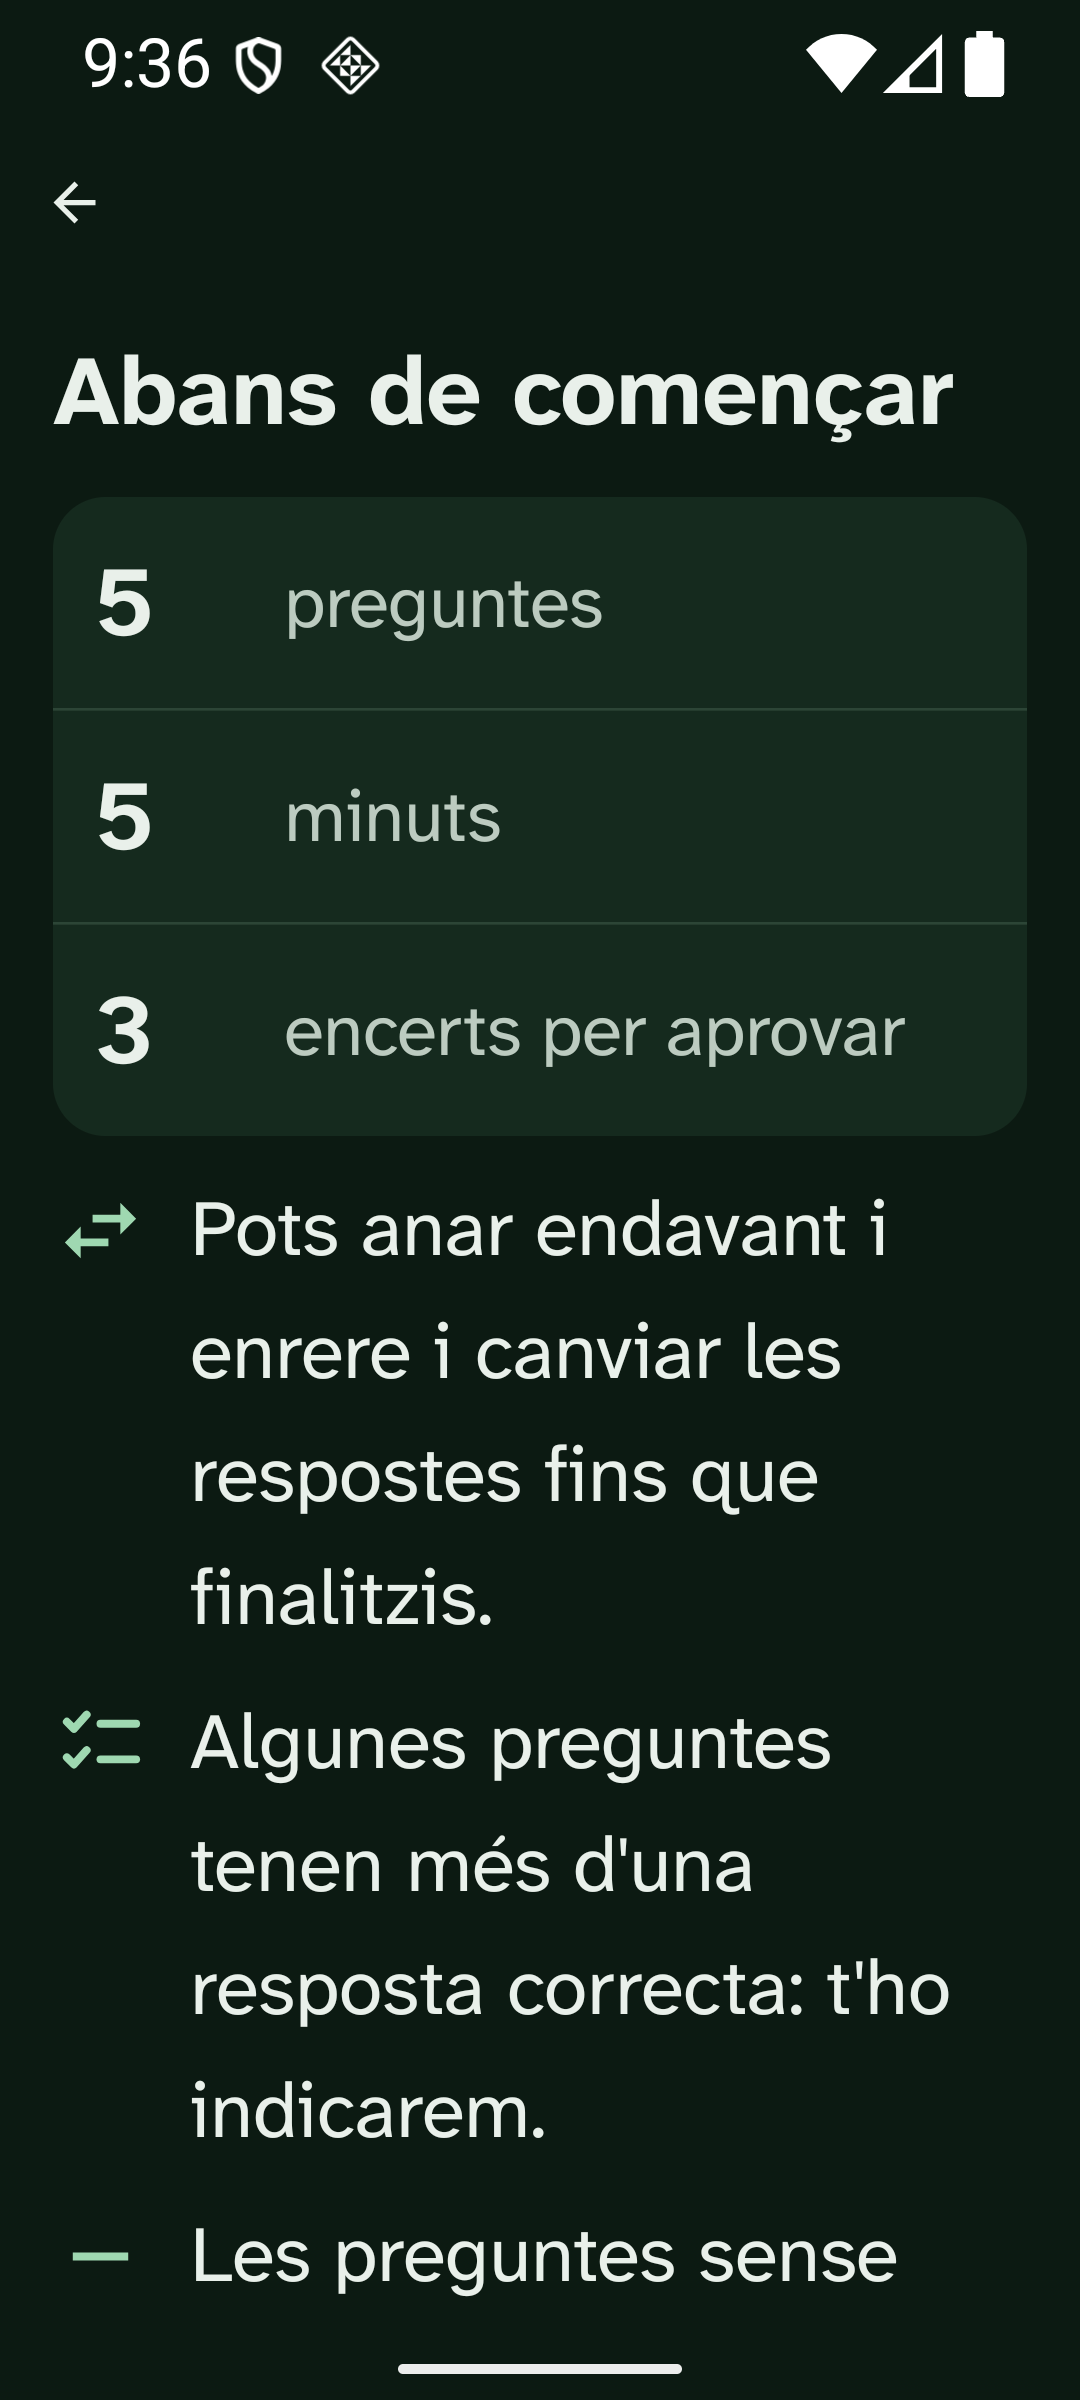 9:36
Abans de començar
5 preguntes
5 minuts
3 encerts per aprovar
Pots anar endavant i
enrere i canviar les
respostes fins que
finalitzis.
Algunes preguntes
tenen més d'una
resposta correcta: t'ho
indicarem.
Les preguntes sense